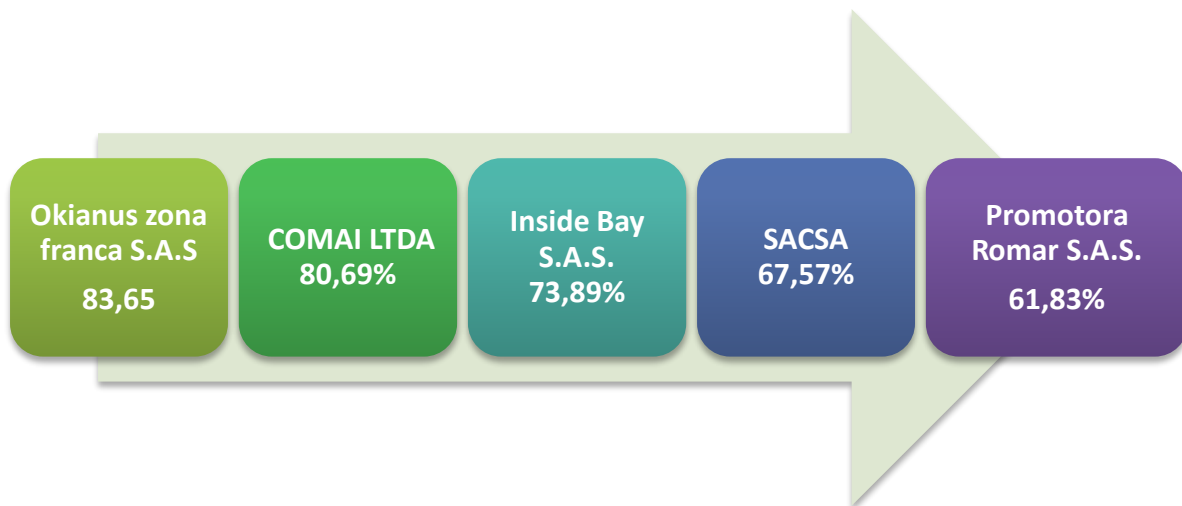 Okianus zona
franca S.A.S
83,65
COMAI LTDA
80,69%
Inside Bay
S.A.S.
73,89%
SACSA
67,57%
Promotora
Romar S.A.S.
61,83%